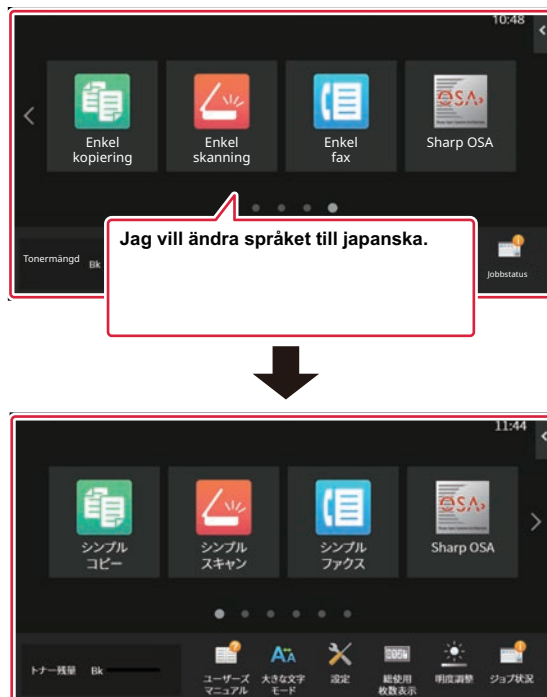 10:48
Enkel
kopiering
Enkel
skanning
Enkel
fax
Sharp OSA
Jag vill ändra språket till japanska.
Tonermängd
Bk
Jobbstatus
11:44
シンプル
コピー
シンプル
スキャン
シンプル
ファクス
Sharp OSA
トナー残量 Bk
ユーザーズ
マニュアル
大きな文字
モード
設定
総使用
枚数表示
明度調整
ジョブ状況